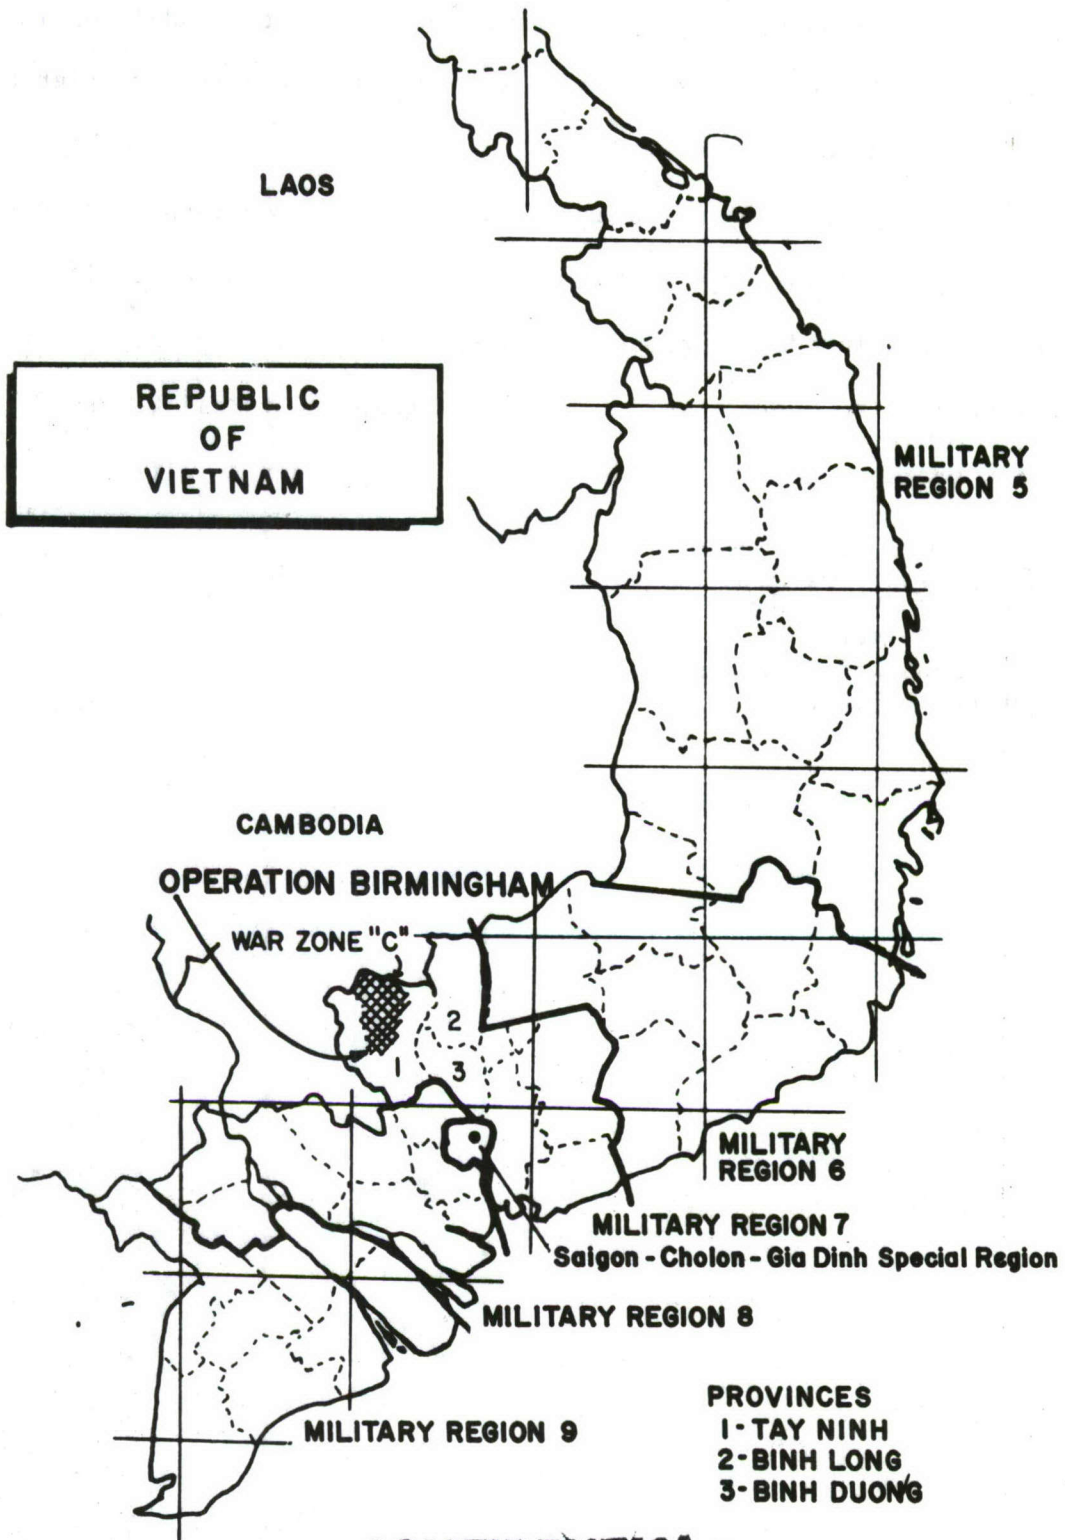 LAOS
REPUBLIC
OF
VIETNAM
MILITARY
REGION 5
CAMBODIA
OPERATION BIRMINGHAM
WAR ZONE "C"
2
1
3
MILITARY
REGION 6
MILITARY REGION 7
Saigon - Cholon - Gia Dinh Special Region
MILITARY REGION 8
MILITARY REGION 9
PROVINCES
1 - TAY NINH
2 - BINH LONG
3 - BINH DUONG